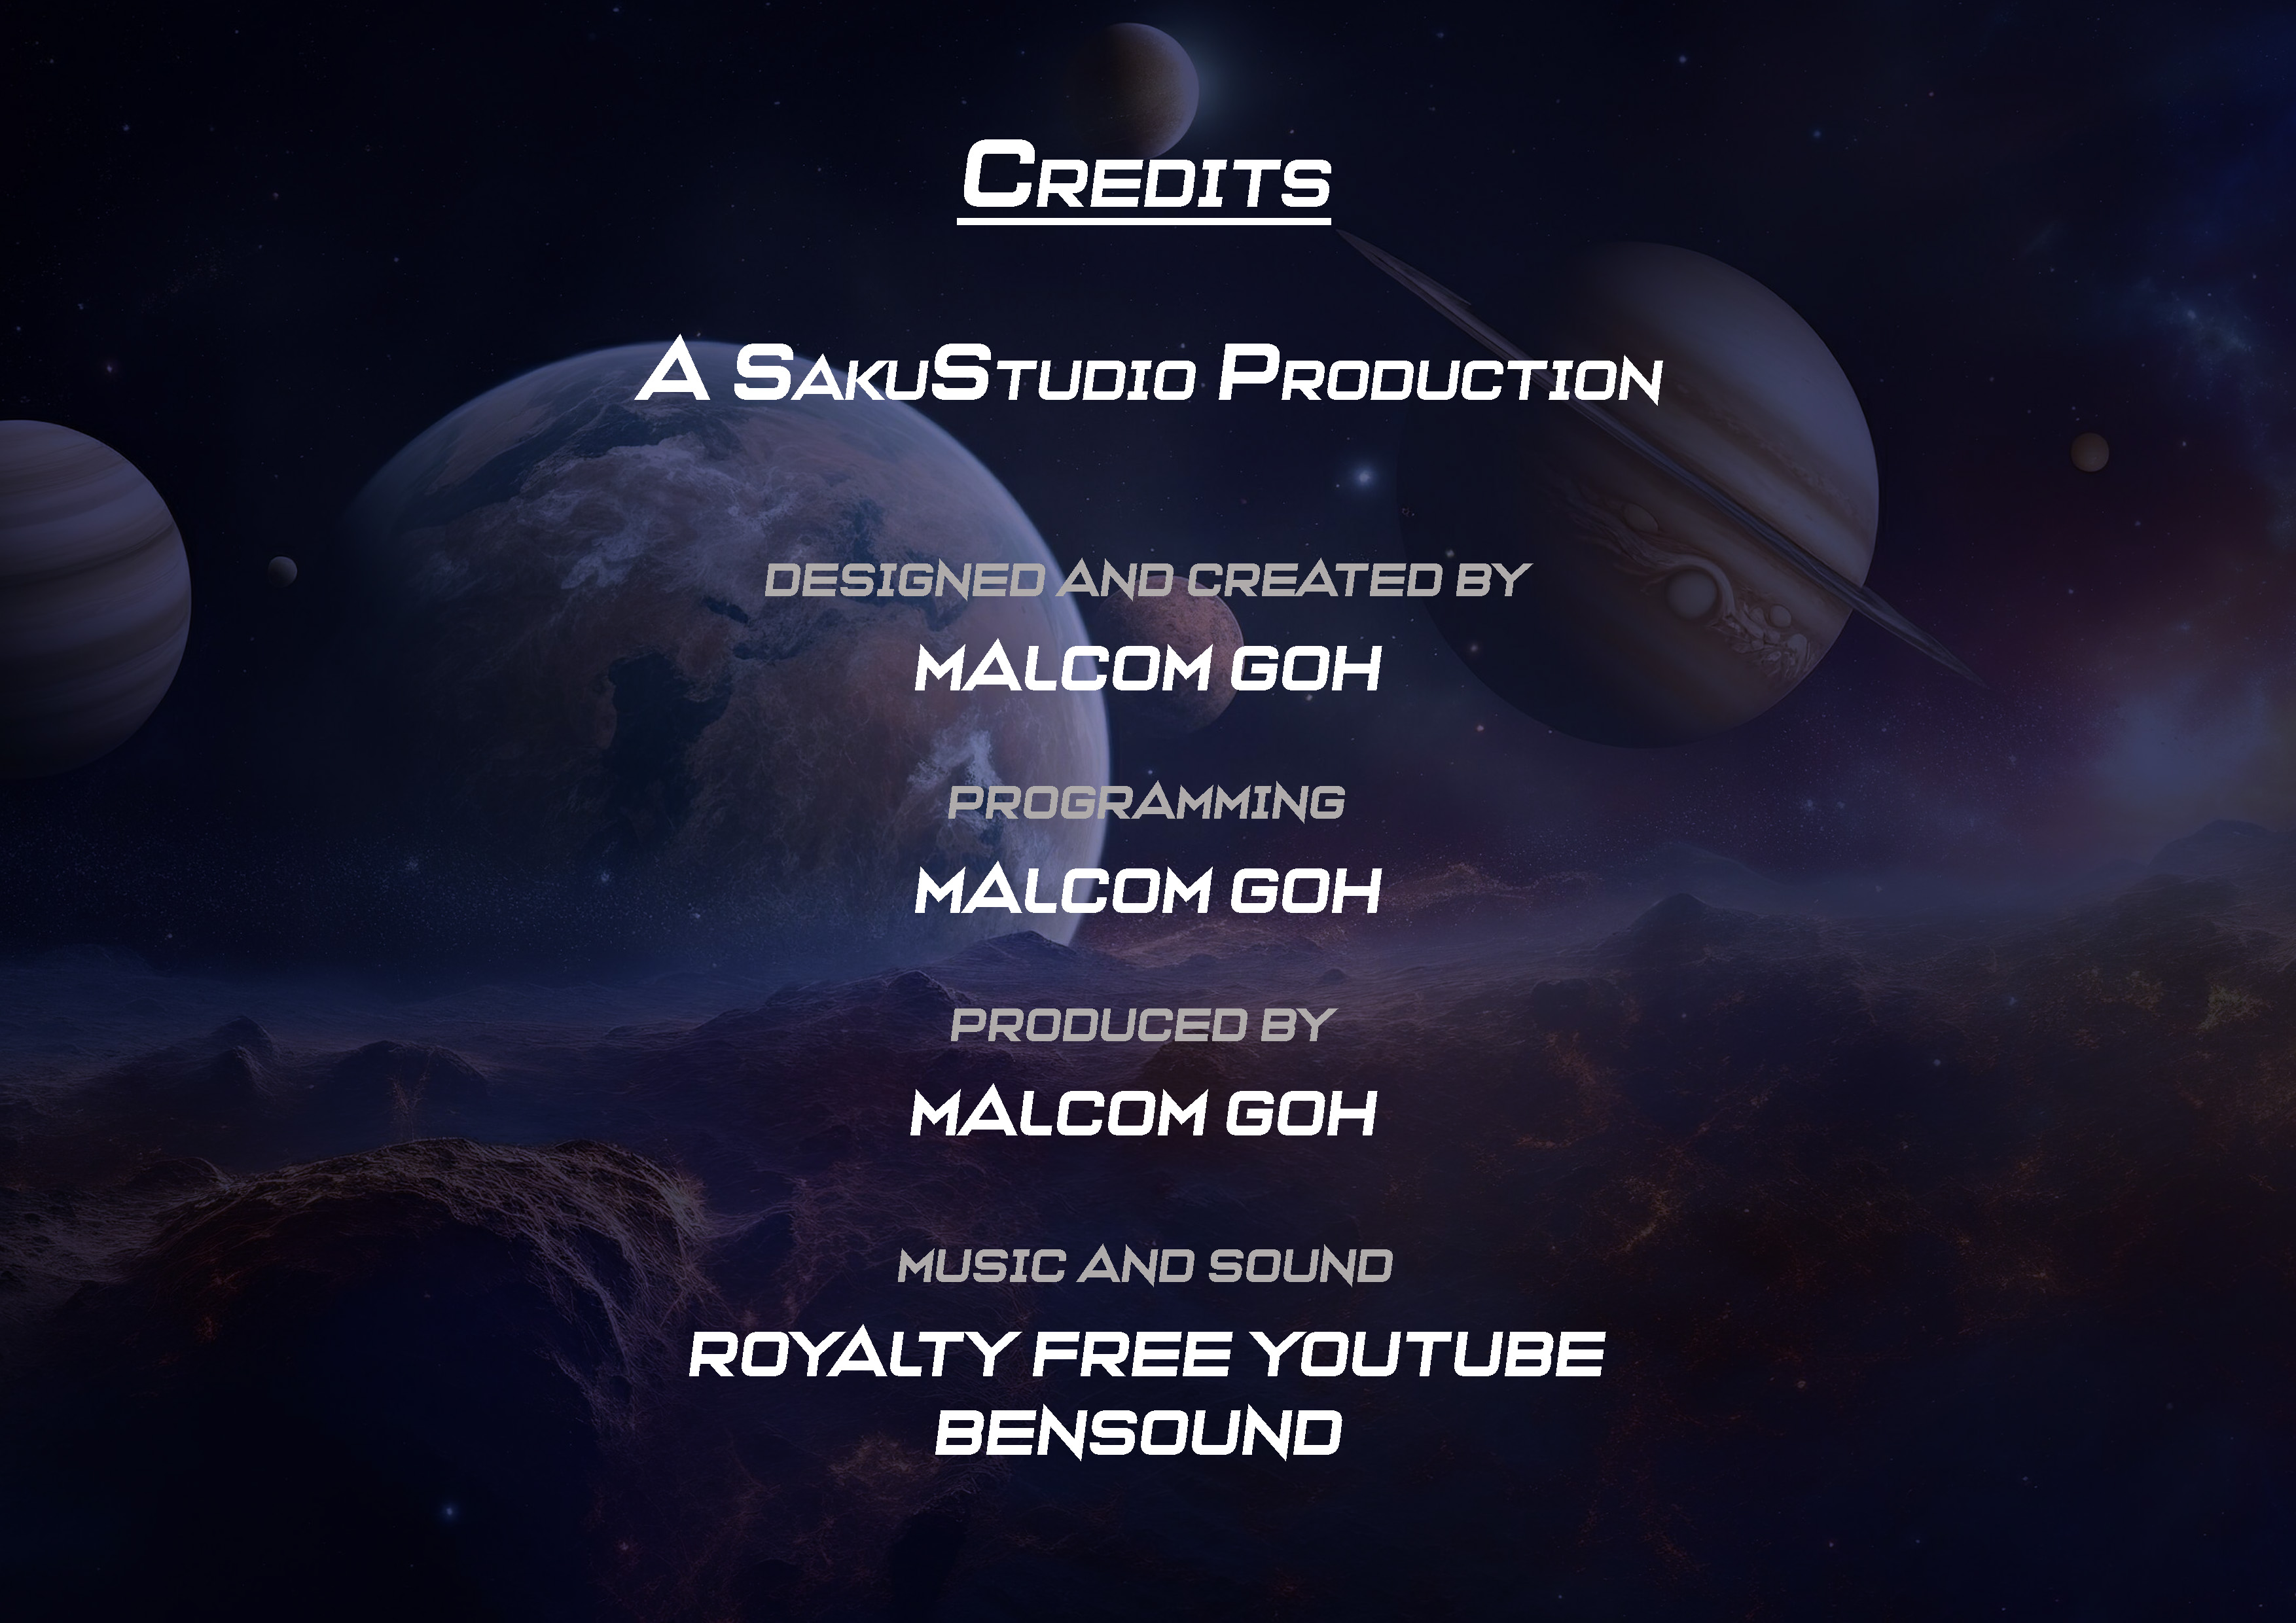 Credits
A SakuStudio Production
DESIGNED AND CREATED BY
MALCOM GOH
PROGRAMMING
MALCOM GOH
PRODUCED BY
MALCOM GOH
MUSIC AND SOUND
ROYALTY FREE YOUTUBE
BENSOUND